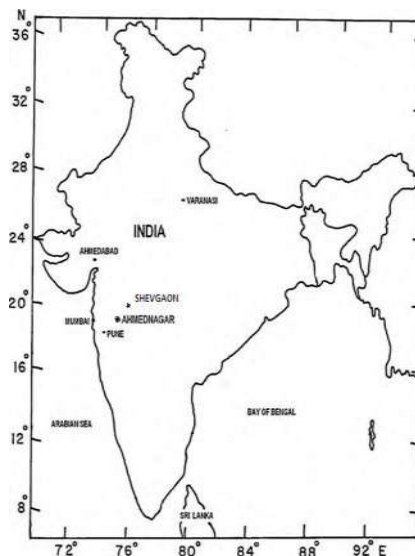 N
36°
32°
28°
VARANASI
INDIA
24°
AHMEDABAD
SHEVGAON
20°
AHMEDNAGAR
MUMBAI
PUNE
16°
BAY OF BENGAL
ARABIAN SEA
12°
8°
SRI LANKA
72° 76° 80° 84° 88° 92° E